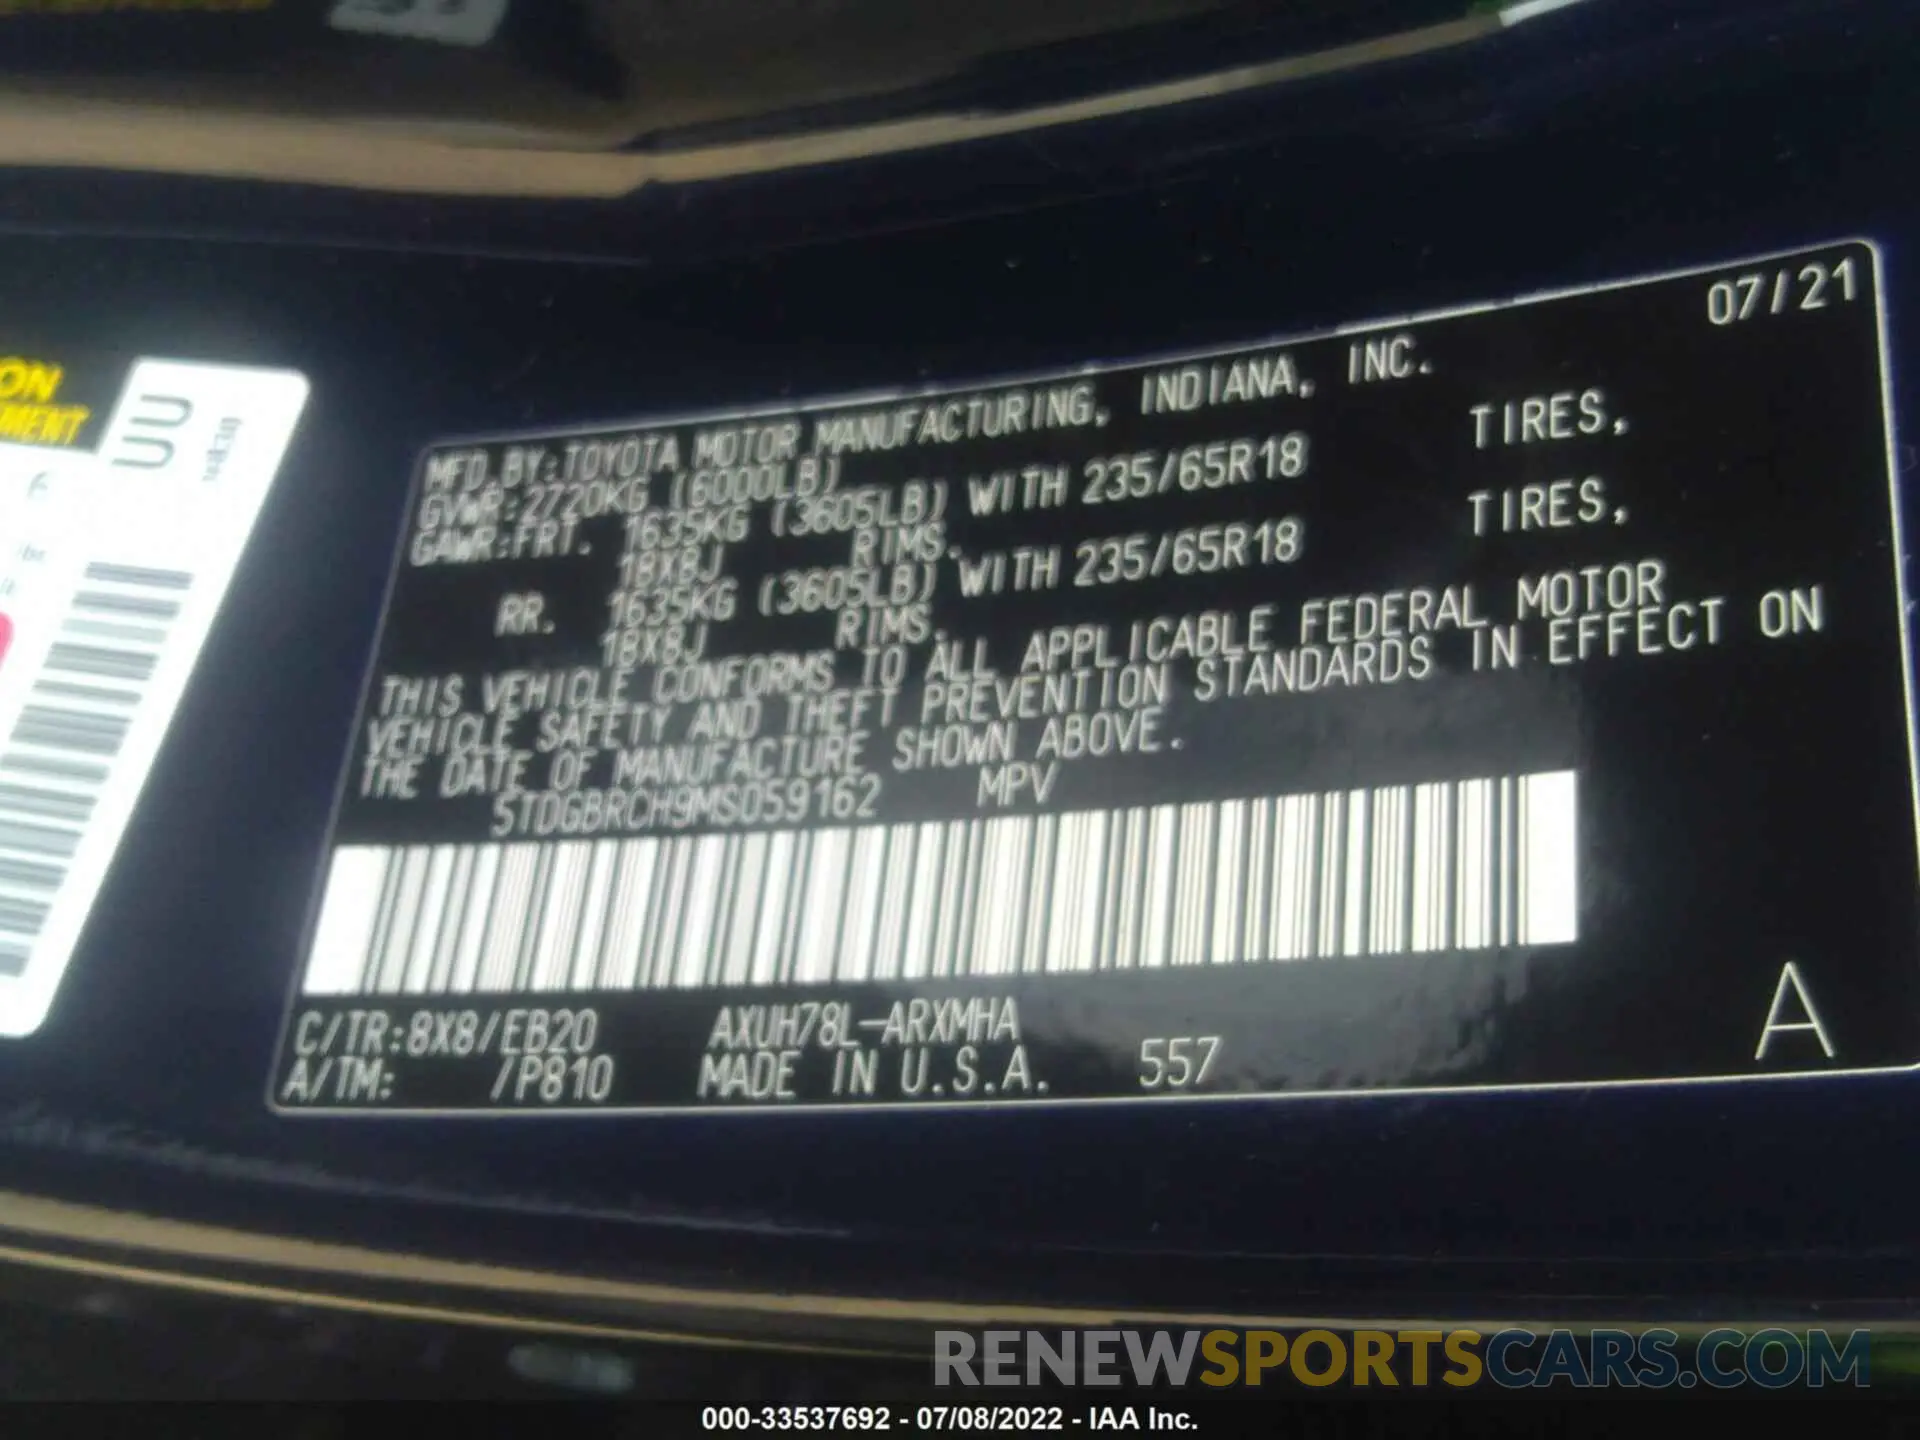 07/21
MFD.BY:TOYOTA MOTOR MANUFACTURING, INDIANA, INC.
GVWR:2720KG (6000LB)
GAWR:FRT. 1635KG (3605LB) WITH 235/65R18 TIRES,
18X8J RIMS.
RR. 1635KG (3605LB) WITH 235/65R18 TIRES,
18X8J RIMS.
THIS VEHICLE CONFORMS TO ALL APPLICABLE FEDERAL MOTOR
VEHICLE SAFETY AND THEFT PREVENTION STANDARDS IN EFFECT ON
THE DATE OF MANUFACTURE SHOWN ABOVE.
5TDGBRCH9MS059162 MPV
C/TR:8X8/EB20 AXUH78L-ARXMHA
A/TM: /P810 MADE IN U.S.A. 557
A
ON
EMENT
RENEWSPORTSCARS.COM
000-33537692 - 07/08/2022 - IAA Inc.